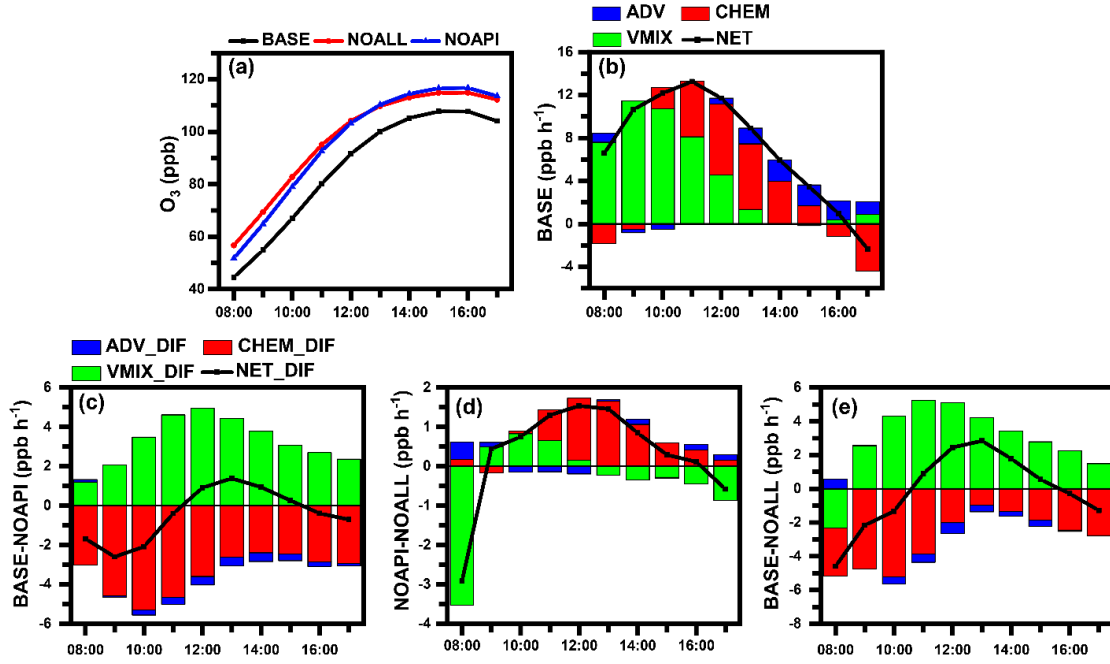 BASE NOALL NOAPI
(a)
O3 (ppb)
120
100
80
60
40
08:00 10:00 12:00 14:00 16:00
ADV CHEM
VMIX NET
(b)
BASE (ppb h-1)
16
12
8
4
0
-4
08:00 10:00 12:00 14:00 16:00
ADV_DIF CHEM_DIF
VMIX_DIF NET_DIF
(c)
BASE-NOAPI (ppb h-1)
6
4
2
0
-2
-4
-6
08:00 10:00 12:00 14:00 16:00
(d)
NOAPI-NOALL (ppb h-1)
2
1
0
-1
-2
-3
-4
08:00 10:00 12:00 14:00 16:00
(e)
BASE-NOALL (ppb h-1)
6
4
2
0
-2
-4
-6
-8
08:00 10:00 12:00 14:00 16:00